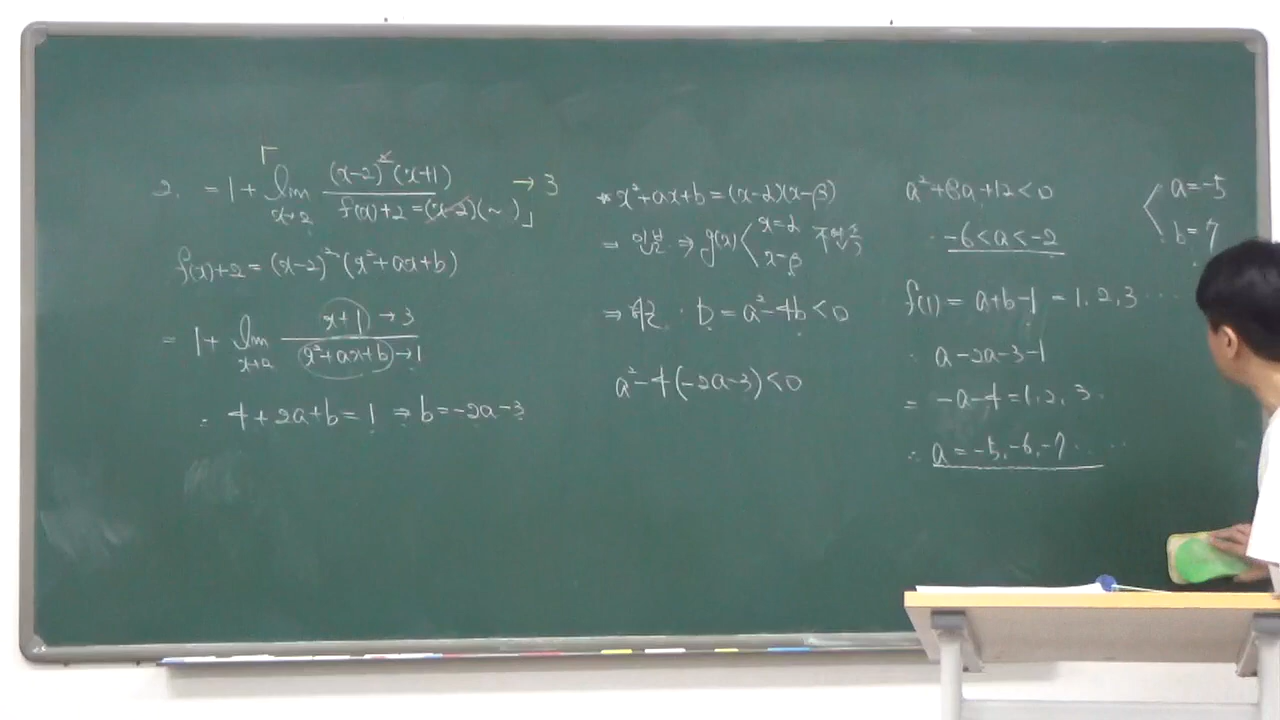 2. = 1 + lim x→2 (x-2)²(x+1) / f(x)+2 = (x-2)(~) → 3
f(x)+2 = (x-2)²(x²+ax+b)
= 1 + lim x→2 x+1 → 3 / x²+ax+b → 1
∴ 4+2a+b = 1 ⇒ b = -2a-3
* x²+ax+b = (x-α)(x-β)
⇒ g(x) < x=α
x=β
⇒ 허근 D = a²-4b < 0
a²-4(-2a-3) < 0
a²+8a+12 < 0
-6 < a < -2
f(1) = a+b-1 = 1, 2, 3 ...
∴ a-2a-3-1
= -a-4 = 1, 2, 3.
∴ a = -5, -6, -7 ...
a = -5
b = 7